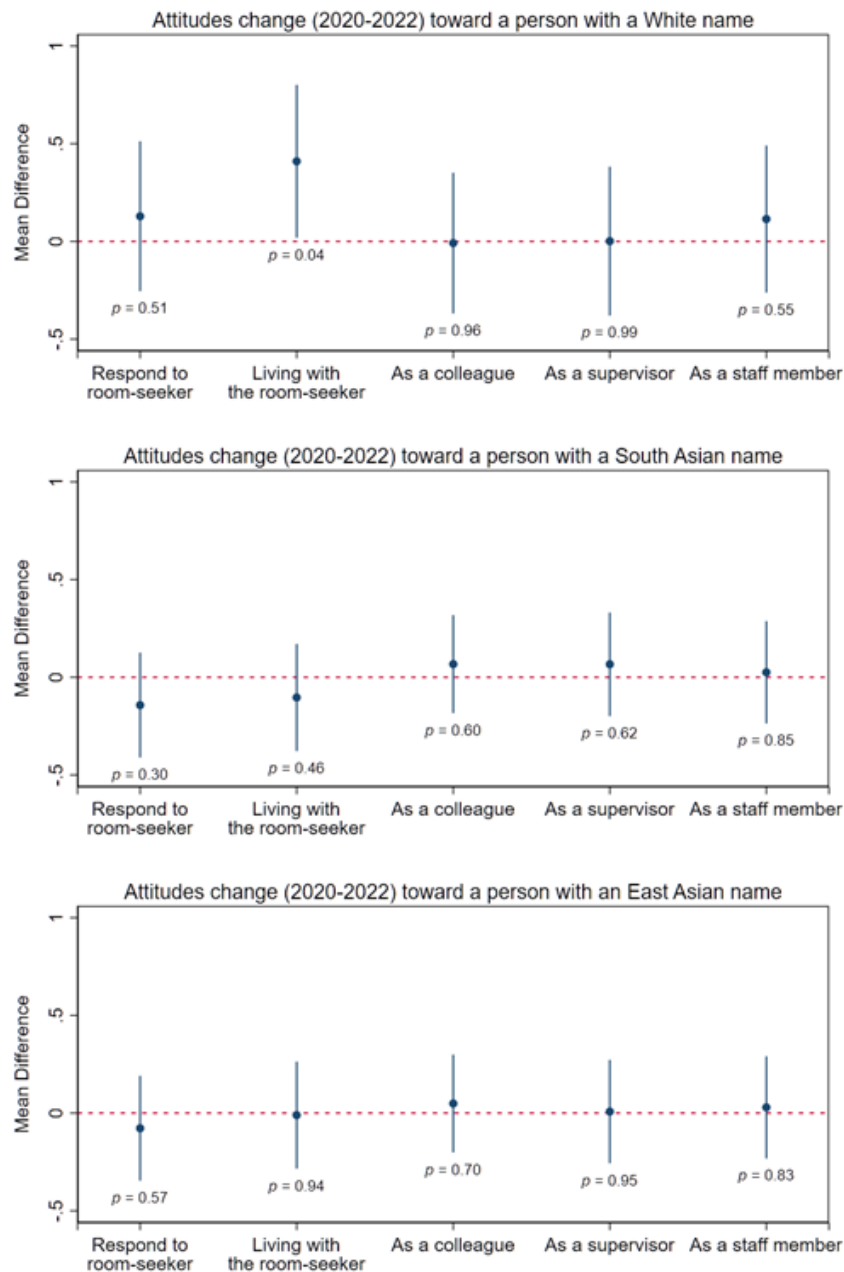 Attitudes change (2020-2022) toward a person with a White name
Mean Difference
1
.5
0
-.5
p = 0.51
p = 0.04
p = 0.96
p = 0.99
p = 0.55
Respond to
room-seeker
Living with
the room-seeker
As a colleague
As a supervisor
As a staff member
Attitudes change (2020-2022) toward a person with a South Asian name
Mean Difference
1
.5
0
-.5
p = 0.30
p = 0.46
p = 0.60
p = 0.62
p = 0.85
Respond to
room-seeker
Living with
the room-seeker
As a colleague
As a supervisor
As a staff member
Attitudes change (2020-2022) toward a person with an East Asian name
Mean Difference
1
.5
0
-.5
p = 0.57
p = 0.94
p = 0.70
p = 0.95
p = 0.83
Respond to
room-seeker
Living with
the room-seeker
As a colleague
As a supervisor
As a staff member